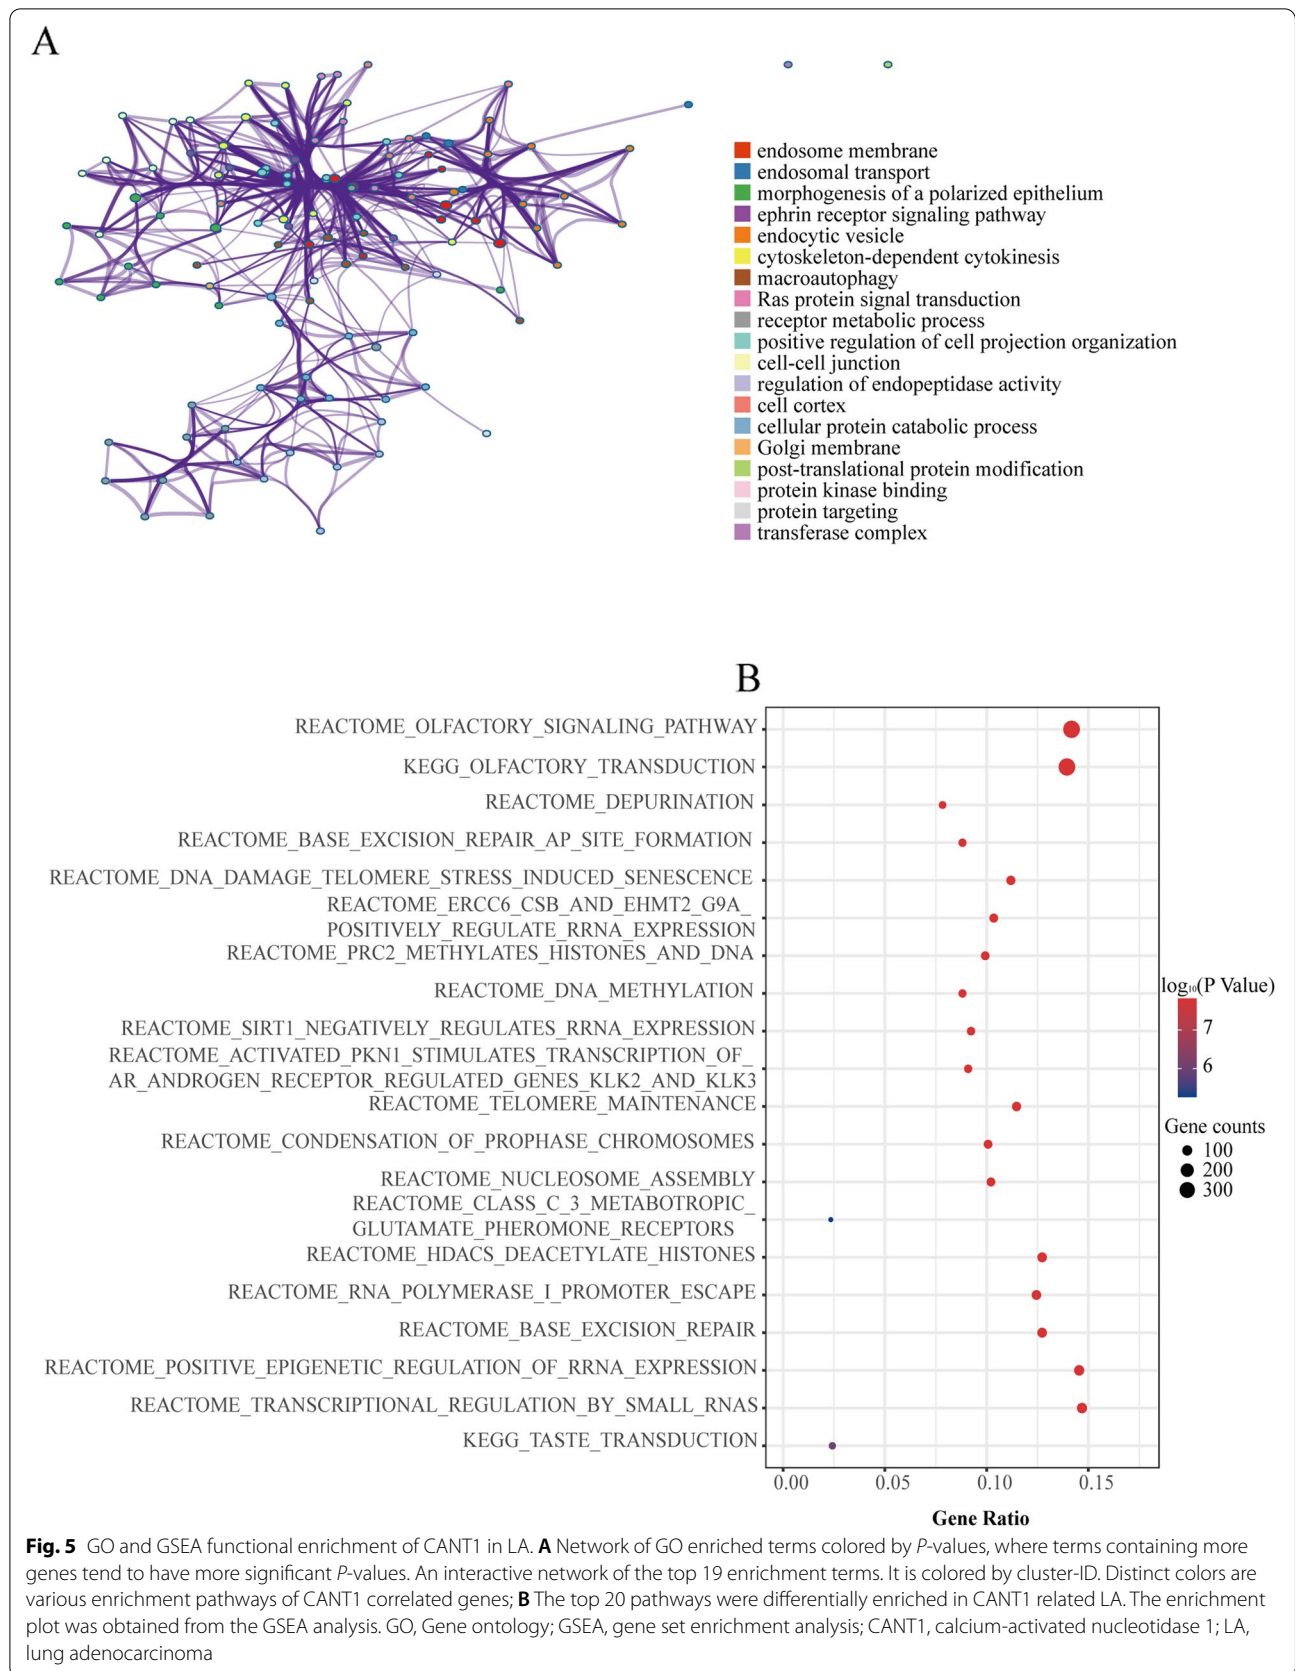 A
endosome membrane
endosomal transport
morphogenesis of a polarized epithelium
ephrin receptor signaling pathway
endocytic vesicle
cytoskeleton-dependent cytokinesis
macroautophagy
Ras protein signal transduction
receptor metabolic process
positive regulation of cell projection organization
cell-cell junction
regulation of endopeptidase activity
cell cortex
cellular protein catabolic process
Golgi membrane
post-translational protein modification
protein kinase binding
protein targeting
transferase complex
B
REACTOME_OLFACTORY_SIGNALING_PATHWAY
KEGG_OLFACTORY_TRANSDUCTION
REACTOME_DEPURINATION
REACTOME_BASE_EXCISION_REPAIR_AP_SITE_FORMATION
REACTOME_DNA_DAMAGE_TELOMERE_STRESS_INDUCED_SENESCENCE
REACTOME_ERCC6_CSB_AND_EHMT2_G9A_
POSITIVELY_REGULATE_RRNA_EXPRESSION
REACTOME_PRC2_METHYLATES_HISTONES_AND_DNA
REACTOME_DNA_METHYLATION
REACTOME_SIRT1_NEGATIVELY_REGULATES_RRNA_EXPRESSION
REACTOME_ACTIVATED_PKN1_STIMULATES_TRANSCRIPTION_OF_
AR_ANDROGEN_RECEPTOR_REGULATED_GENES_KLK2_AND_KLK3
REACTOME_TELOMERE_MAINTENANCE
REACTOME_CONDENSATION_OF_PROPHASE_CHROMOSOMES
REACTOME_NUCLEOSOME_ASSEMBLY
REACTOME_CLASS_C_3_METABOTROPIC_
GLUTAMATE_PHEROMONE_RECEPTORS
REACTOME_HDACS_DEACETYLATE_HISTONES
REACTOME_RNA_POLYMERASE_I_PROMOTER_ESCAPE
REACTOME_BASE_EXCISION_REPAIR
REACTOME_POSITIVE_EPIGENETIC_REGULATION_OF_RRNA_EXPRESSION
REACTOME_TRANSCRIPTIONAL_REGULATION_BY_SMALL_RNAS
KEGG_TASTE_TRANSDUCTION
0.00 0.05 0.10 0.15
Gene Ratio
log₁₀(P Value)
7
6
Gene counts
100
200
300
Fig. 5 GO and GSEA functional enrichment of CANT1 in LA. A Network of GO enriched terms colored by P-values, where terms containing more
genes tend to have more significant P-values. An interactive network of the top 19 enrichment terms. It is colored by cluster-ID. Distinct colors are
various enrichment pathways of CANT1 correlated genes; B The top 20 pathways were differentially enriched in CANT1 related LA. The enrichment
plot was obtained from the GSEA analysis. GO, Gene ontology; GSEA, gene set enrichment analysis; CANT1, calcium-activated nucleotidase 1; LA,
lung adenocarcinoma